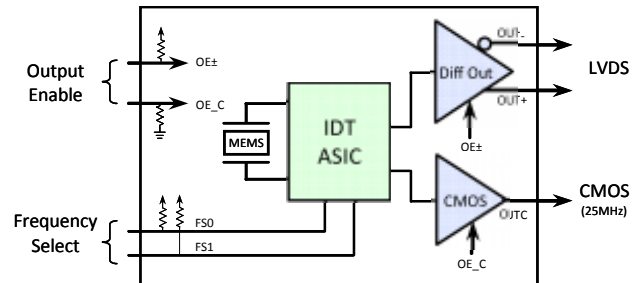 Output
Enable
OE±
OE_C
MEMS
IDT
ASIC
Diff Out
OUT-
OUT+
OE±
LVDS
CMOS
OUTC
OE_C
CMOS
(25MHz)
Frequency
Select
FS0
FS1